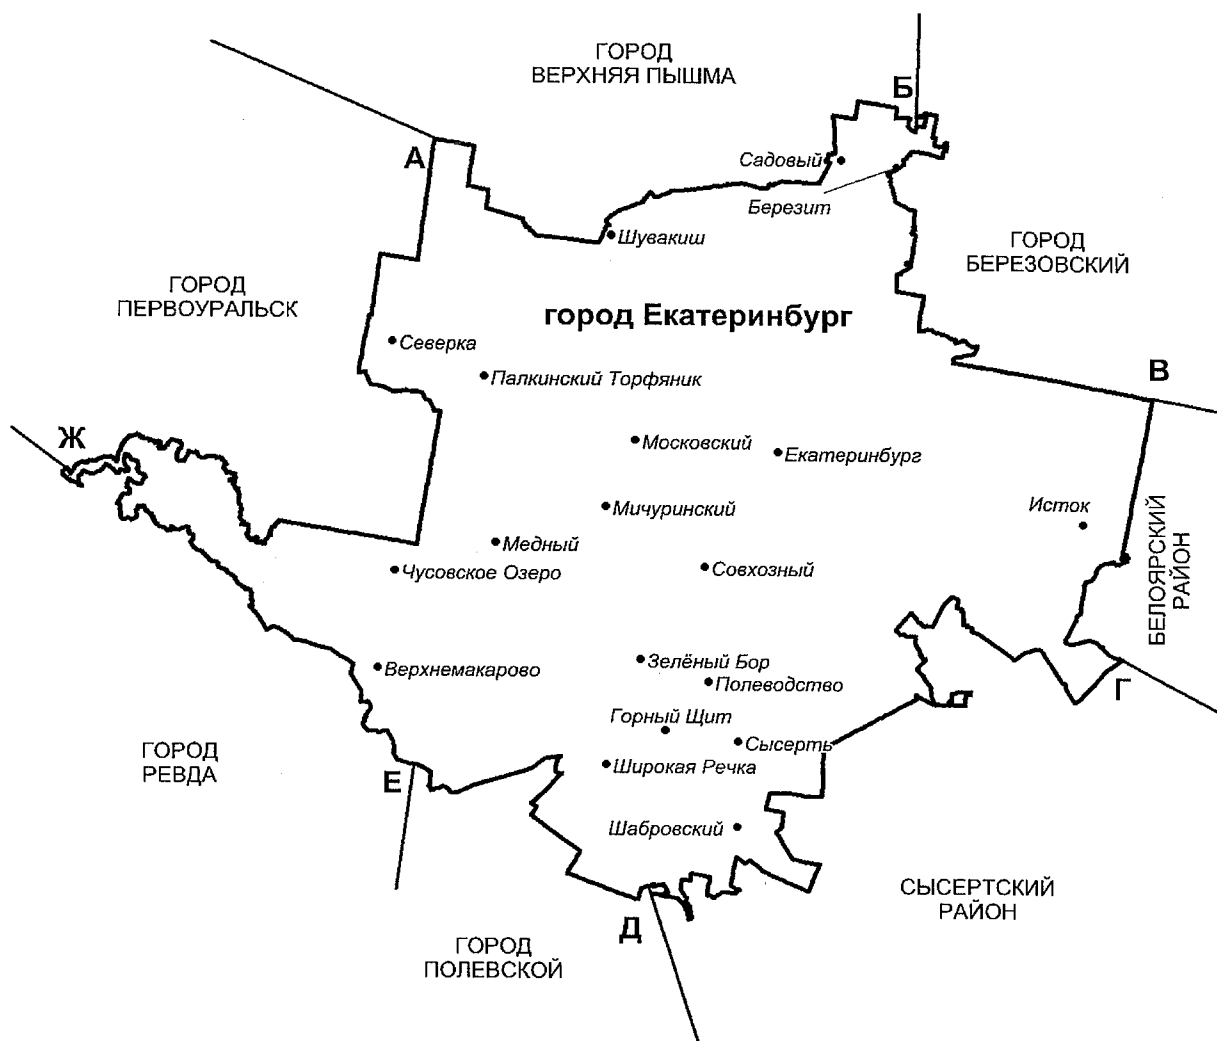 ГОРОД
ВЕРХНЯЯ ПЫШМА
Б
А
Садовый
Березит
Шувакиш
ГОРОД
БЕРЕЗОВСКИЙ
ГОРОД
ПЕРВОУРАЛЬСК
город Екатеринбург
Северка
Палкинский Торфяник
В
Ж
Московский
Екатеринбург
Исток
Мичуринский
Медный
Чусовское Озеро
Совхозный
БЕЛОЯРСКИЙ
РАЙОН
Верхнемакарово
Зелёный Бор
Полеводство
Г
Горный Щит
Сысерть
ГОРОД
РЕВДА
Е
Широкая Речка
Шабровский
СЫСЕРТСКИЙ
РАЙОН
Д
ГОРОД
ПОЛЕВСКОЙ